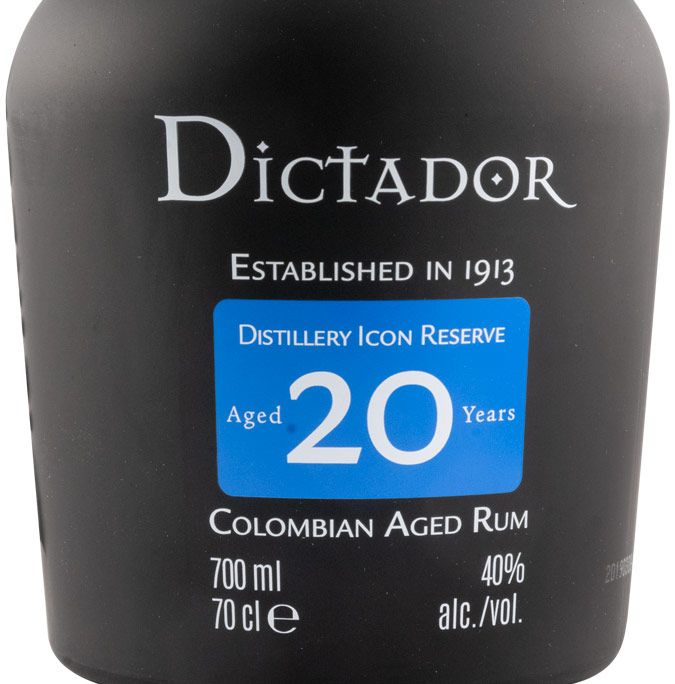 Dictador
Established in 1913
Distillery Icon Reserve
Aged 20 Years
Colombian Aged Rum
700 ml 40%
70 cl ℮ alc./vol.